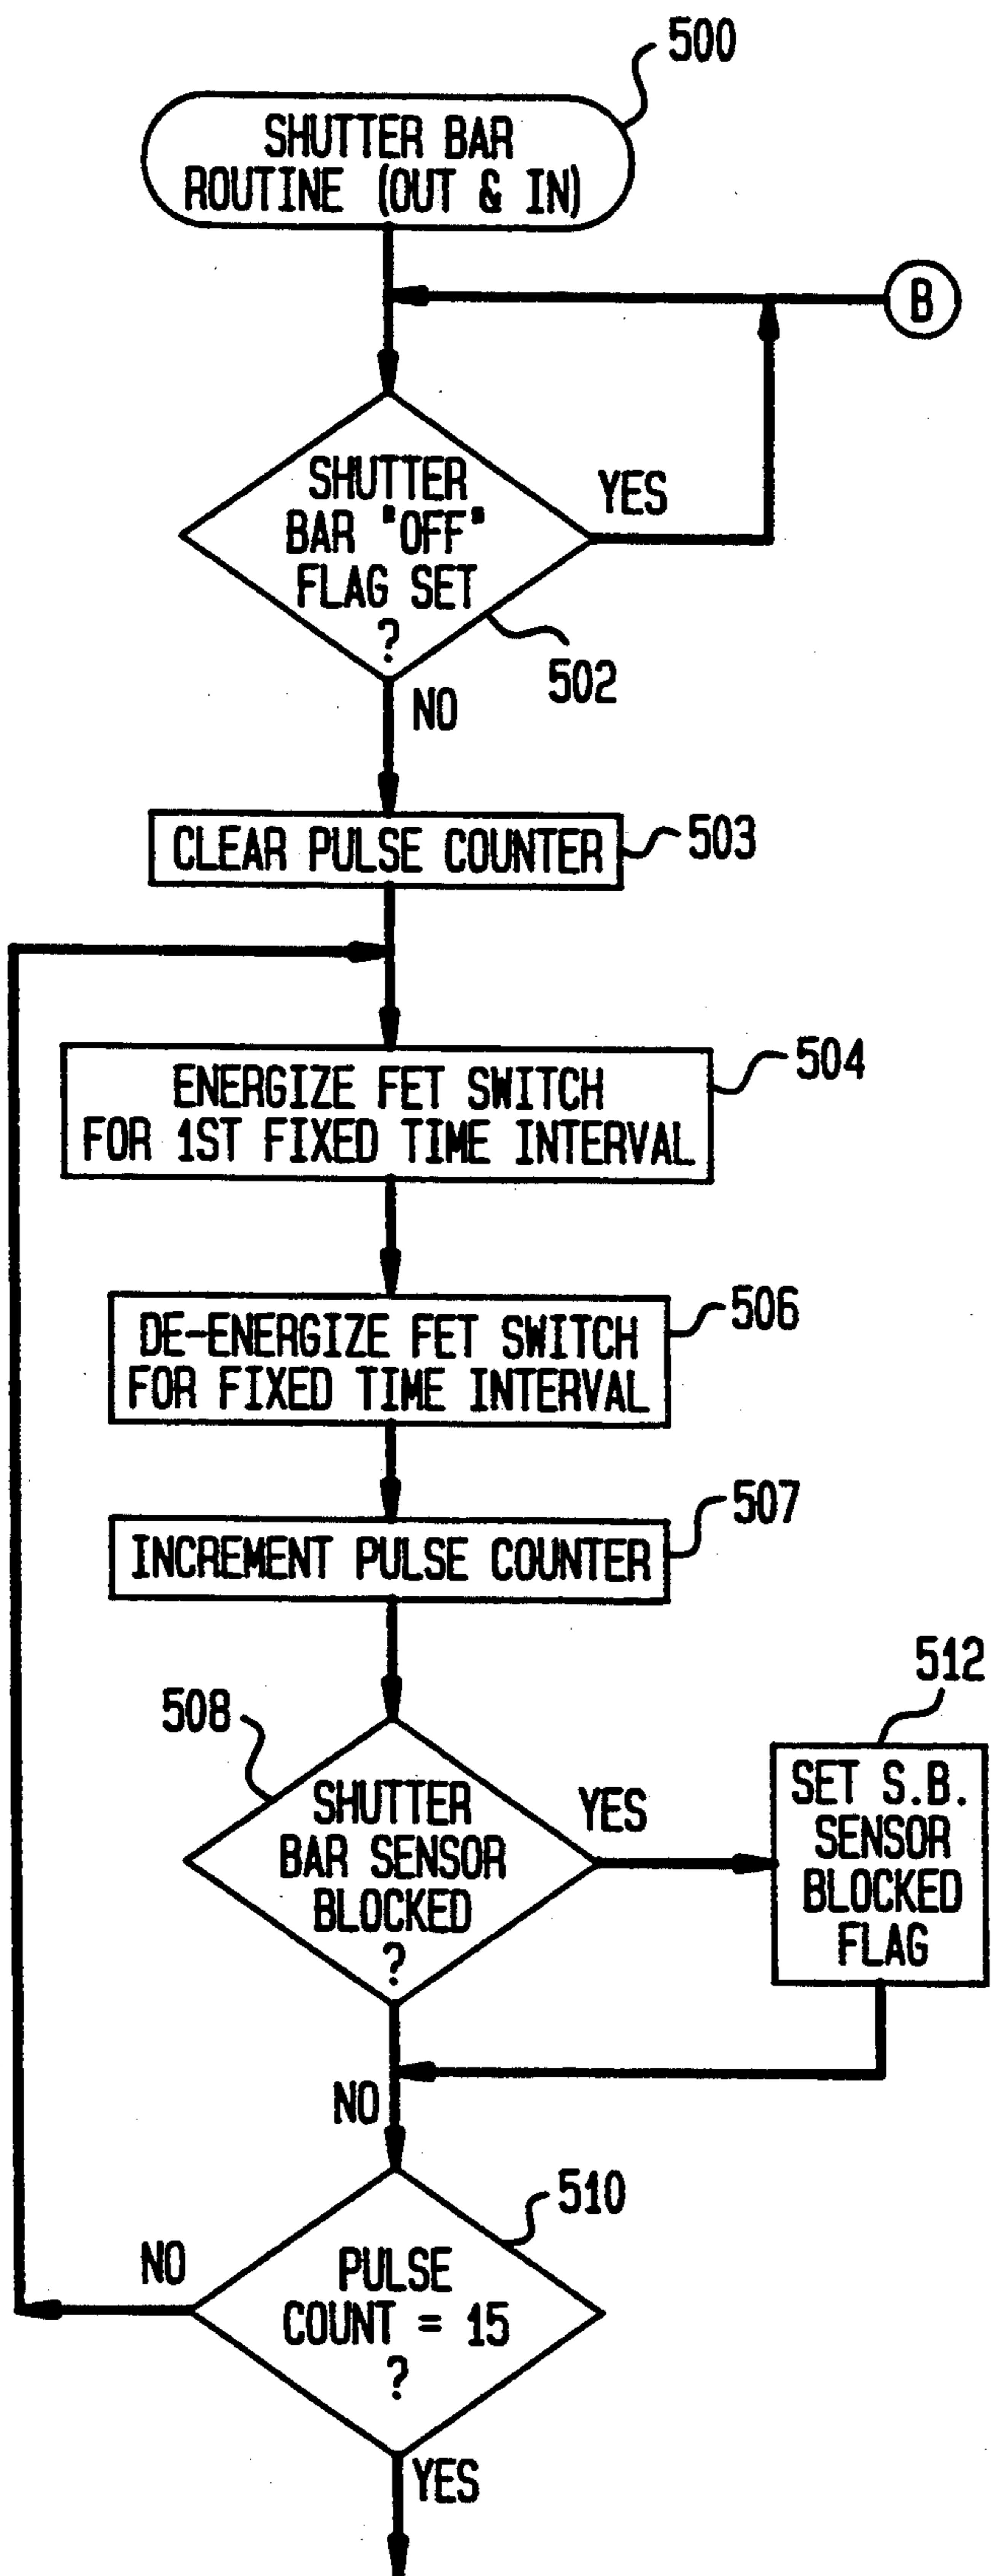 500
SHUTTER BAR
ROUTINE (OUT & IN)
B
SHUTTER
BAR "OFF"
FLAG SET
?
YES
502
NO
CLEAR PULSE COUNTER
503
504
ENERGIZE FET SWITCH
FOR 1ST FIXED TIME INTERVAL
506
DE-ENERGIZE FET SWITCH
FOR FIXED TIME INTERVAL
507
INCREMENT PULSE COUNTER
512
508
SHUTTER
BAR SENSOR
BLOCKED
?
YES
SET S.B.
SENSOR
BLOCKED
FLAG
NO
510
NO
PULSE
COUNT = 15
?
YES